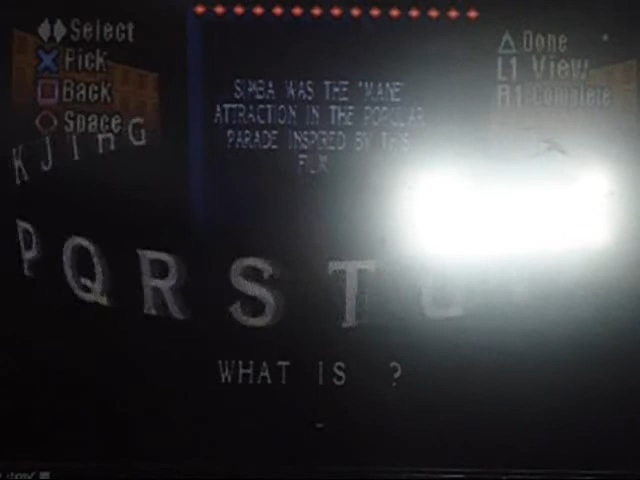 Select
Pick
Back
Space
Done
L1 View
R1 Complete
SIMBA WAS THE "MANE"
ATTRACTION IN THE POPULAR
PARADE INSPIRED BY THIS
FILM
P Q R S T U
WHAT IS ?